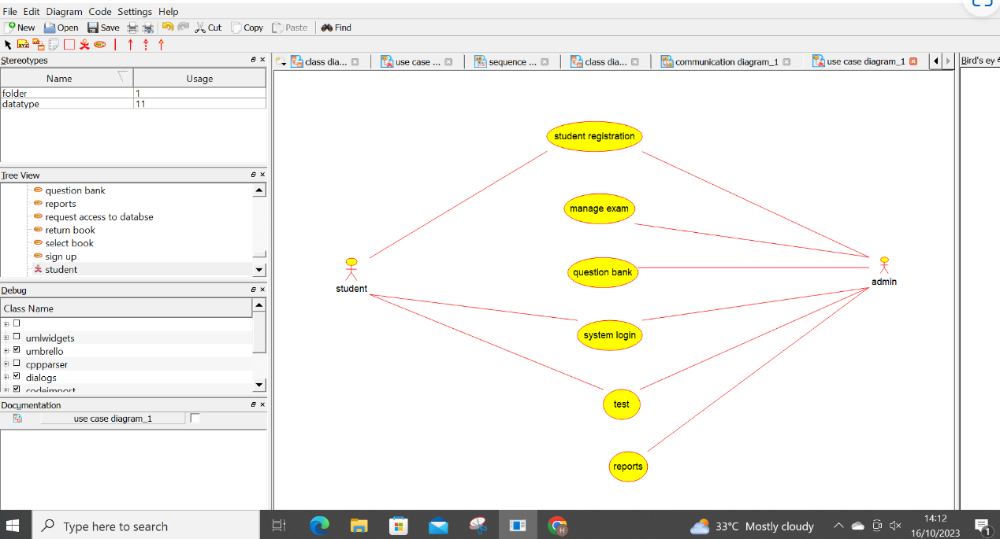 File Edit Diagram Code Settings Help
New Open Save Cut Copy Paste Find
XYZ ABC
Stereotypes
Name Usage
folder 1
datatype 11
Tree View
question bank
reports
request access to databse
return book
select book
sign up
student
Debug
Class Name
umlwidgets
umbrello
cppparser
dialogs
codeimport
Documentation
use case diagram_1
class dia... use case ... sequence ... class dia... communication diagram_1 use case diagram_1
Bird's ey
student registration
manage exam
question bank
system login
test
reports
student
admin
Type here to search
H
33°C Mostly cloudy
14:12
16/10/2023
1